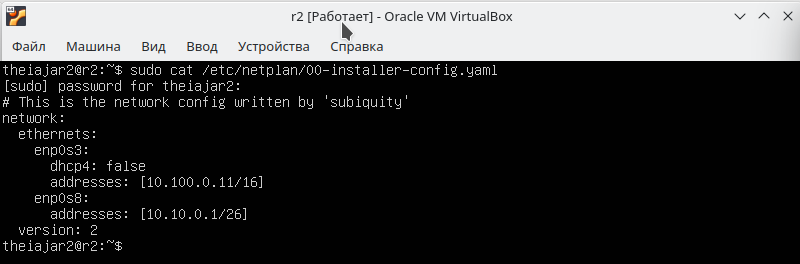 r2 [Работает] - Oracle VM VirtualBox
Файл Машина Вид Ввод Устройства Справка
theiajar2@r2:~$ sudo cat /etc/netplan/00-installer-config.yaml
[sudo] password for theiajar2:
# This is the network config written by 'subiquity'
network:
  ethernets:
    enp0s3:
      dhcp4: false
      addresses: [10.100.0.11/16]
    enp0s8:
      addresses: [10.10.0.1/26]
  version: 2
theiajar2@r2:~$